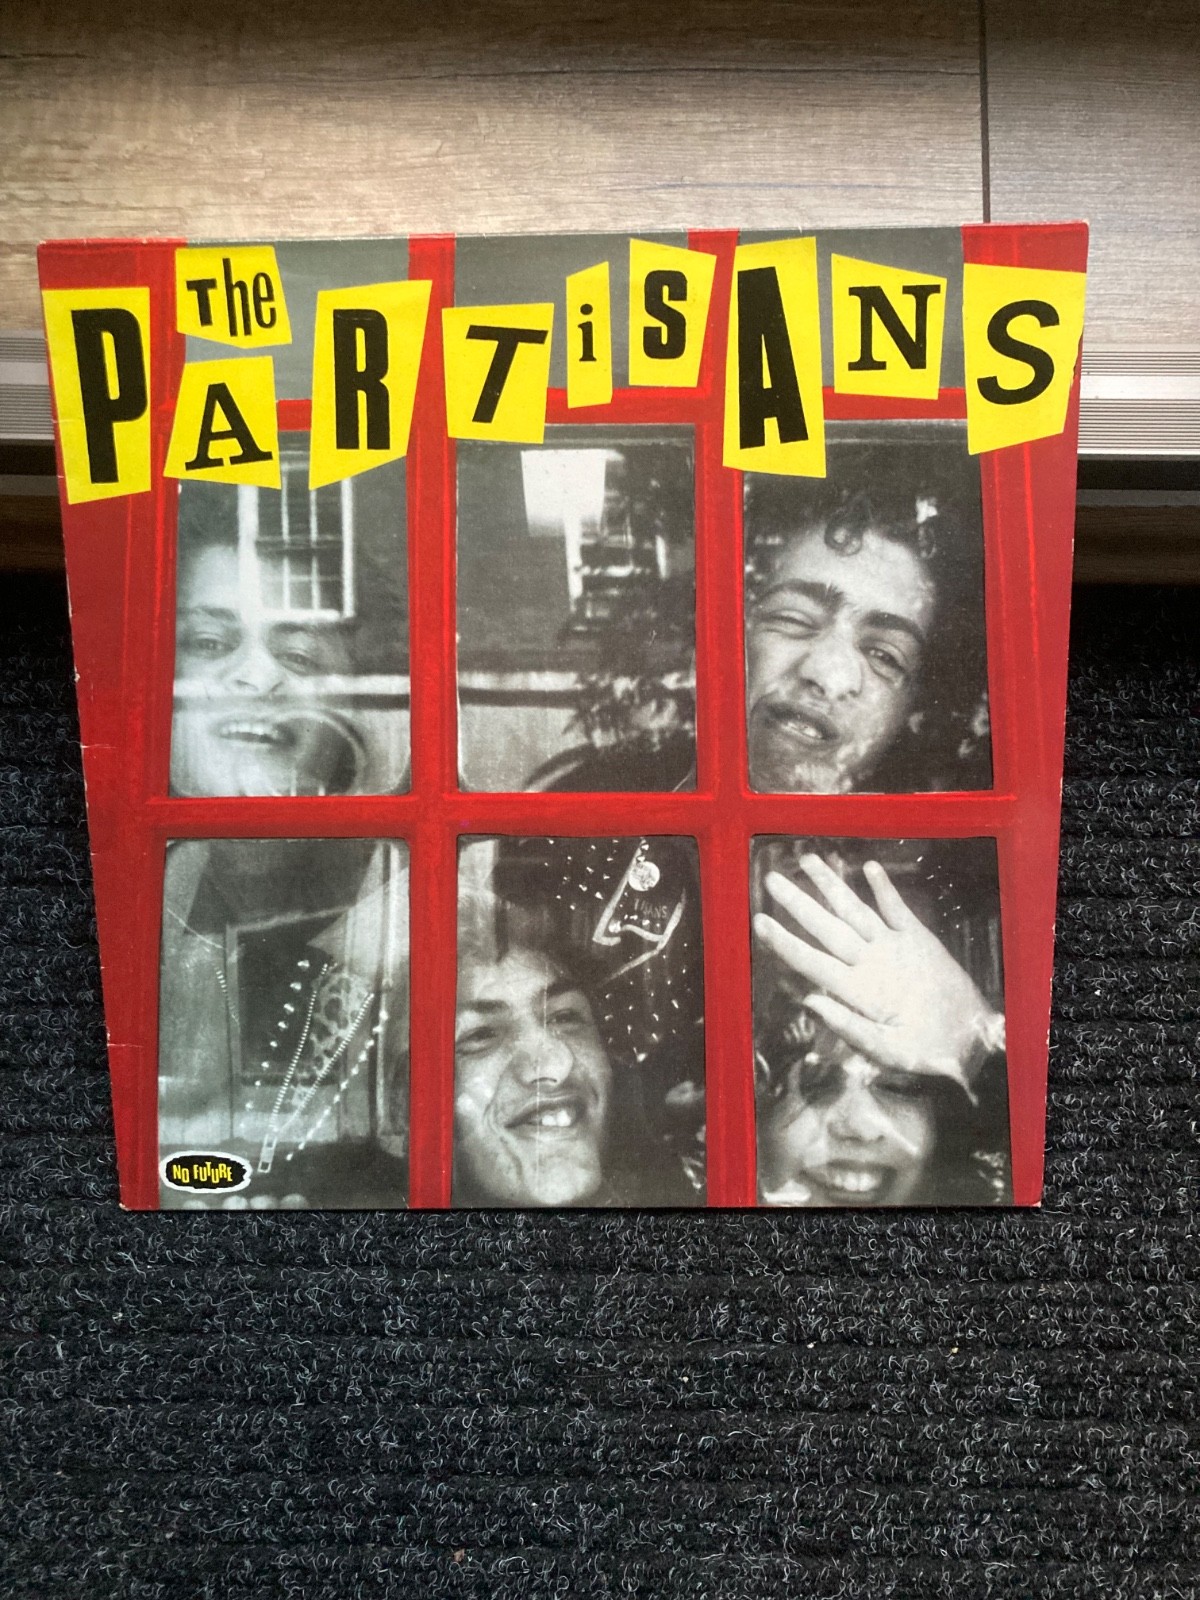 The
PARTiSANS
NO FUTURE